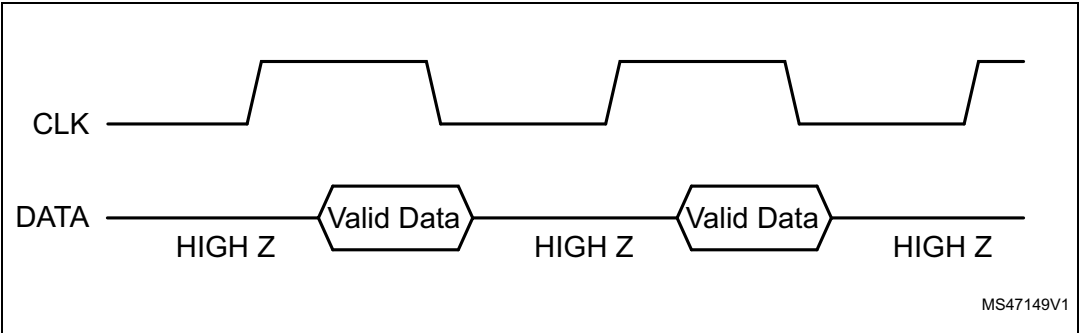 CLK
DATA
Valid Data
Valid Data
HIGH Z
HIGH Z
HIGH Z
MS47149V1